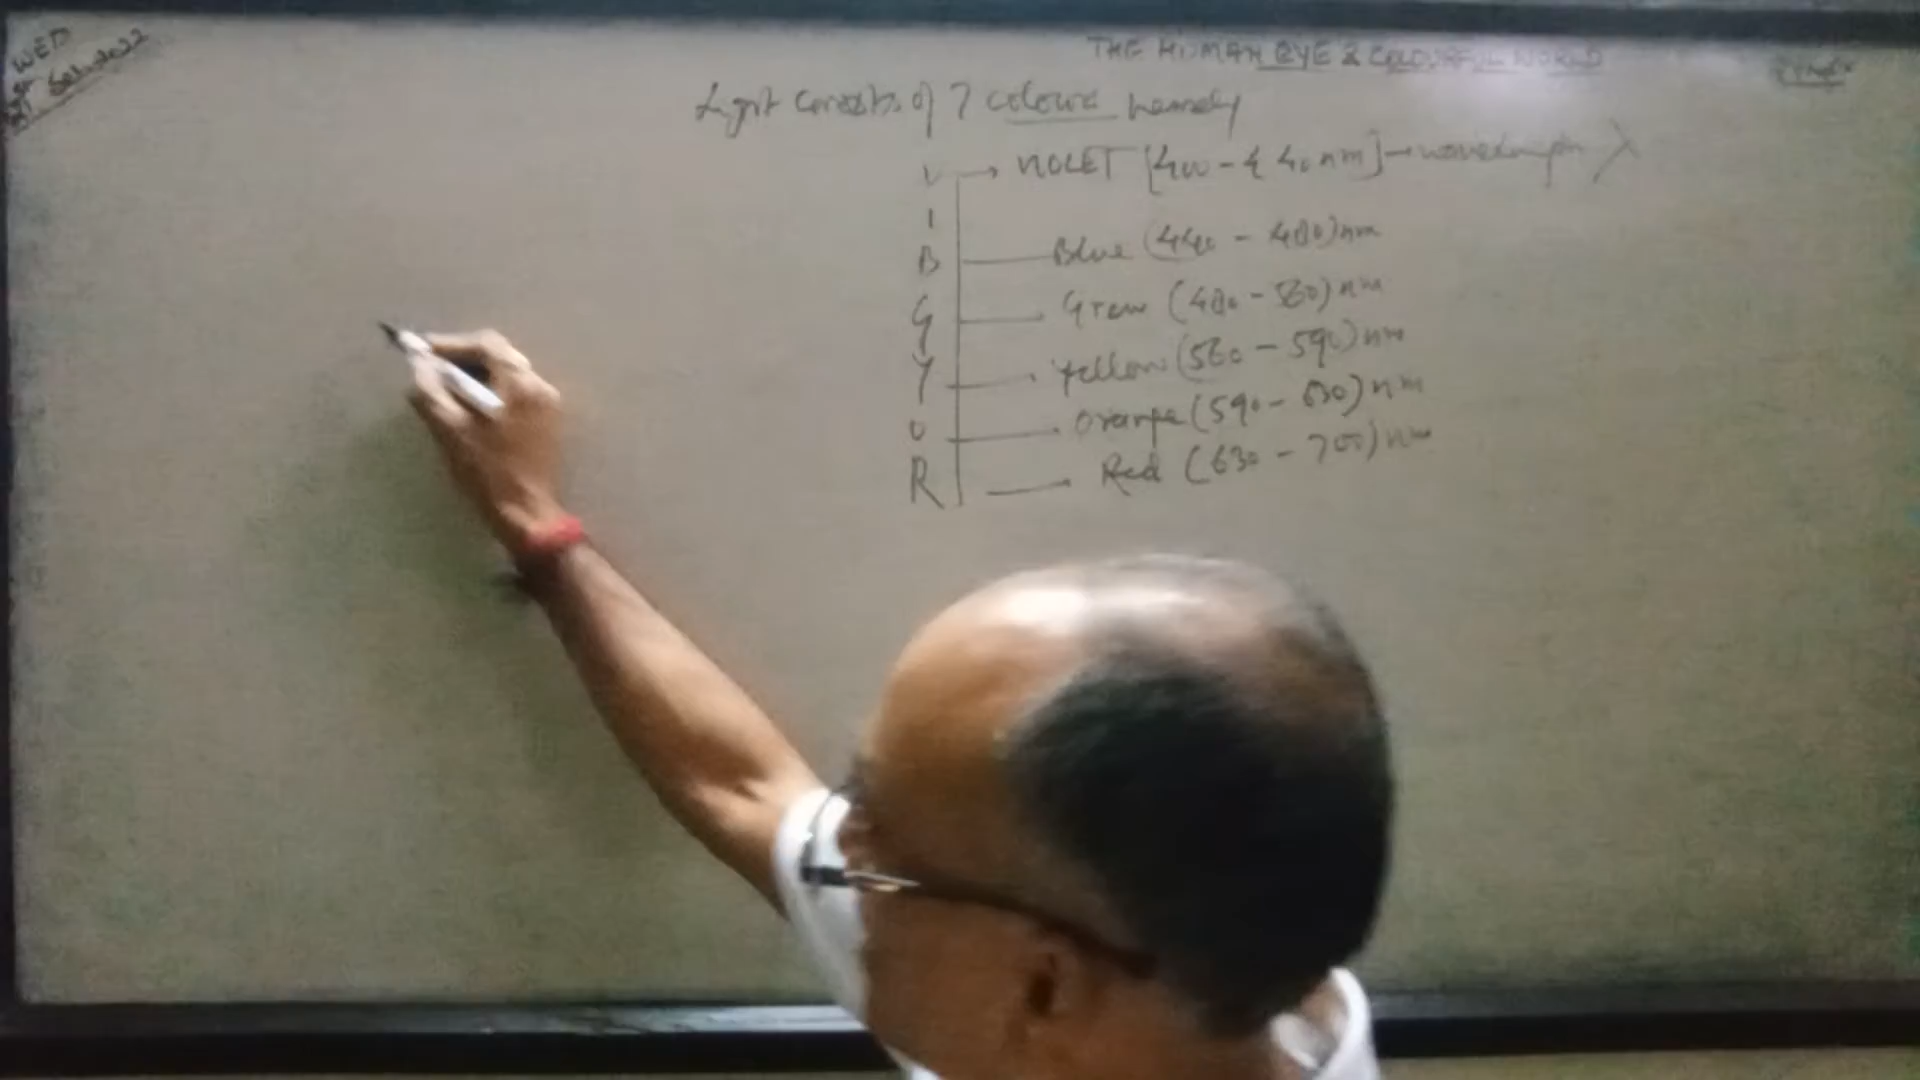 WED
THE HUMAN EYE & COLOURFUL WORLD
Light consists of 7 colours namely
V → VIOLET [400 - 440 nm] → wavelength λ
I
B Blue (440 - 480) nm
G Green (480 - 560) nm
Y Yellow (560 - 590) nm
O Orange (590 - 630) nm
R Red (630 - 700) nm